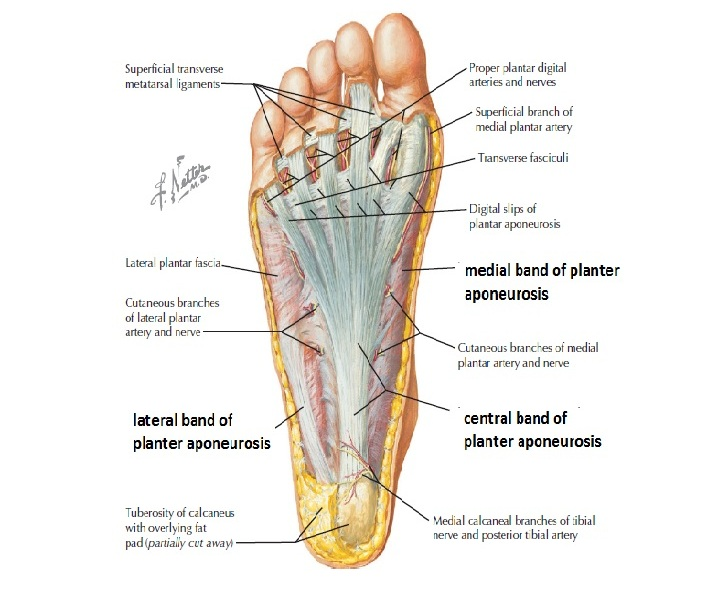 Superficial transverse
metatarsal ligaments
Proper plantar digital
arteries and nerves
Superficial branch of
medial plantar artery
Transverse fasciculi
F. Netter
M.D.
Digital slips of
plantar aponeurosis
Lateral plantar fascia
medial band of planter
aponeurosis
Cutaneous branches
of lateral plantar
artery and nerve
Cutaneous branches of medial
plantar artery and nerve
lateral band of
planter aponeurosis
central band of
planter aponeurosis
Tuberosity of calcaneus
with overlying fat
pad (partially cut away)
Medial calcaneal branches of tibial
nerve and posterior tibial artery